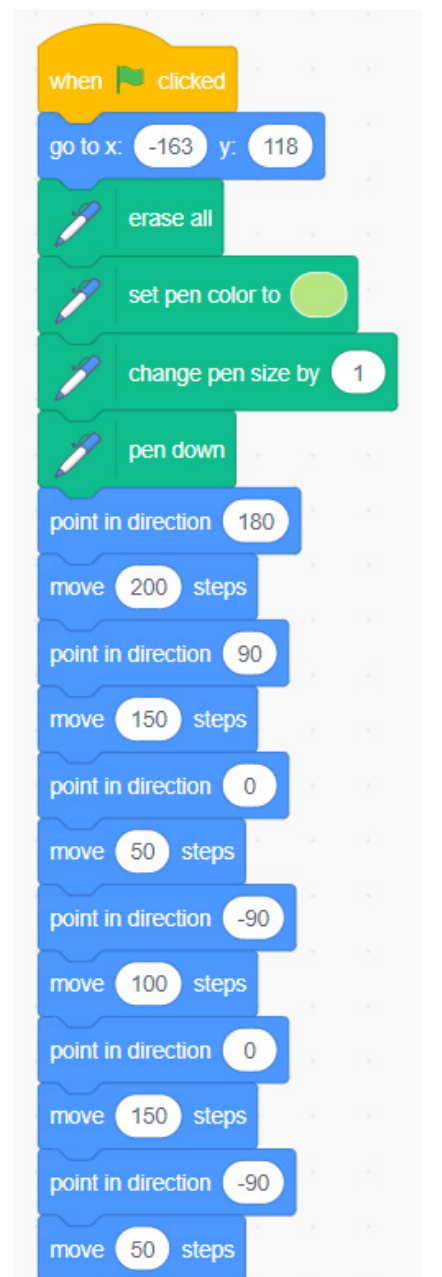 when clicked
go to x: -163 y: 118
erase all
set pen color to
change pen size by 1
pen down
point in direction 180
move 200 steps
point in direction 90
move 150 steps
point in direction 0
move 50 steps
point in direction -90
move 100 steps
point in direction 0
move 150 steps
point in direction -90
move 50 steps